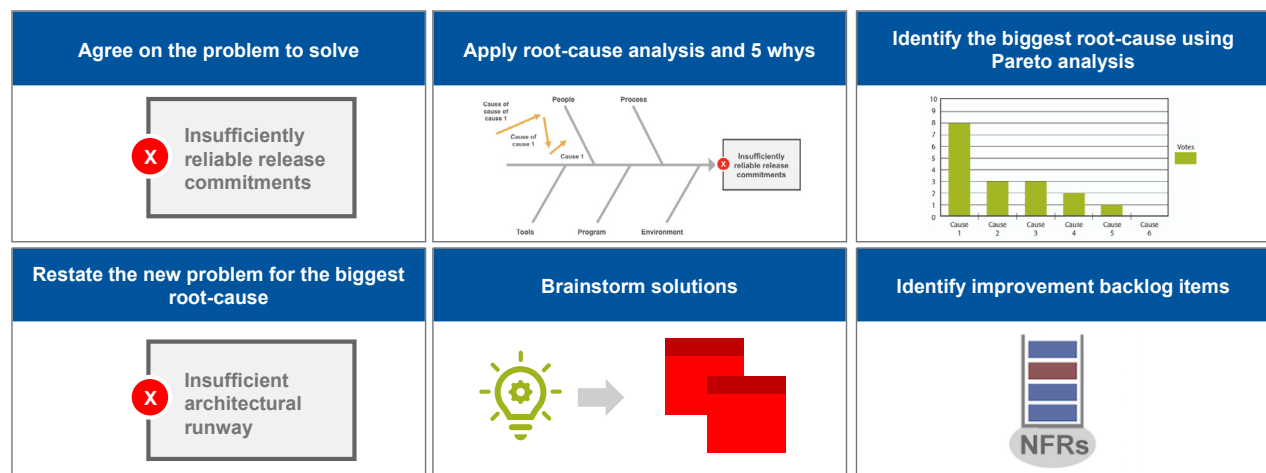 Agree on the problem to solve
Insufficiently
reliable release
commitments
X
Apply root-cause analysis and 5 whys
People
Process
Cause of
cause of
cause 1
Cause of
cause 1
Cause 1
X
Insufficiently
reliable release
commitments
Tools
Program
Environment
Identify the biggest root-cause using
Pareto analysis
10
9
8
7
6
5
4
3
2
1
0
Votes
Cause
1
Cause
2
Cause
3
Cause
4
Cause
5
Cause
6
Restate the new problem for the biggest
root-cause
Insufficient
architectural
runway
X
Brainstorm solutions
Identify improvement backlog items
NFRs